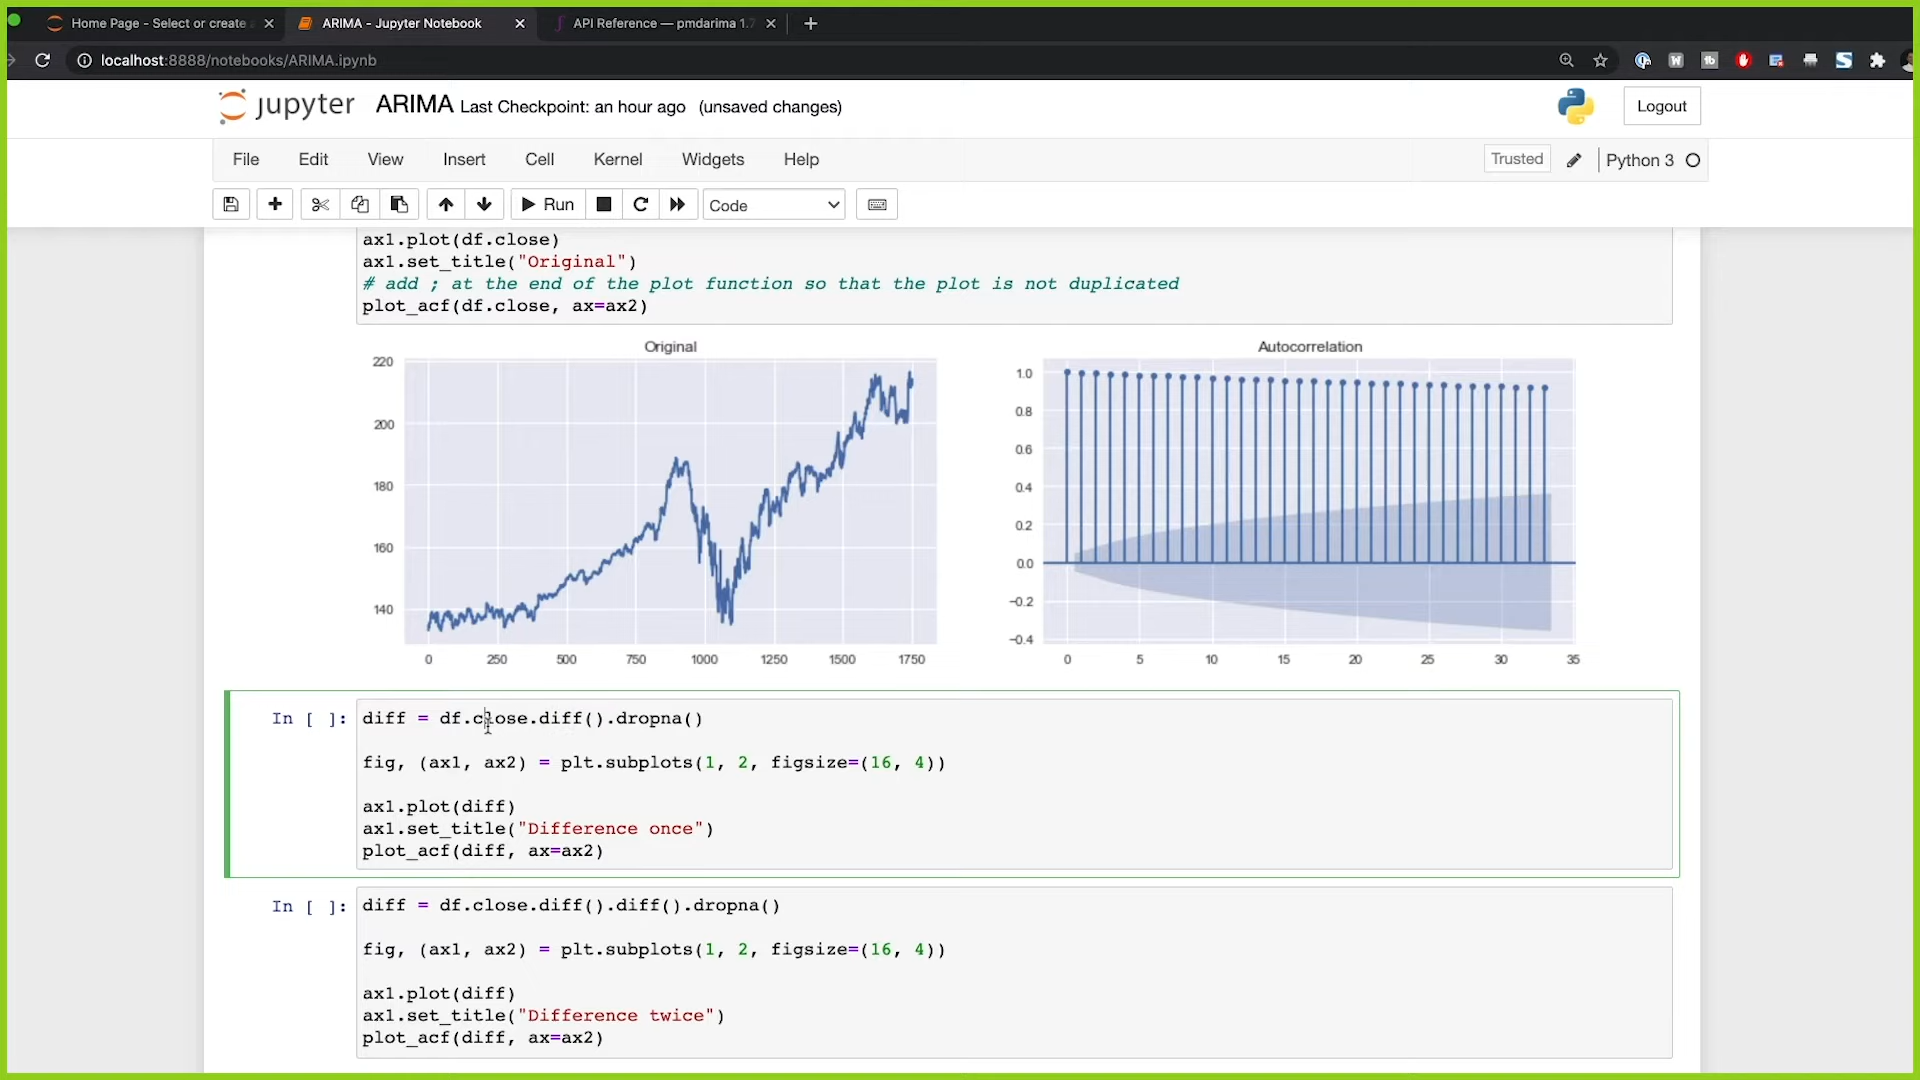 Home Page - Select or create
ARIMA - Jupyter Notebook
API Reference — pmdarima 1.7
localhost:8888/notebooks/ARIMA.ipynb
jupyter ARIMA Last Checkpoint: an hour ago (unsaved changes)
Logout
File Edit View Insert Cell Kernel Widgets Help
Trusted
Python 3
Run
Code
ax1.plot(df.close)
ax1.set_title("Original")
# add ; at the end of the plot function so that the plot is not duplicated
plot_acf(df.close, ax=ax2)
Original
220
200
180
160
140
0 250 500 750 1000 1250 1500 1750
Autocorrelation
1.0
0.8
0.6
0.4
0.2
0.0
−0.2
−0.4
0 5 10 15 20 25 30 35
In [ ]: diff = df.close.diff().dropna()
fig, (ax1, ax2) = plt.subplots(1, 2, figsize=(16, 4))
ax1.plot(diff)
ax1.set_title("Difference once")
plot_acf(diff, ax=ax2)
In [ ]: diff = df.close.diff().diff().dropna()
fig, (ax1, ax2) = plt.subplots(1, 2, figsize=(16, 4))
ax1.plot(diff)
ax1.set_title("Difference twice")
plot_acf(diff, ax=ax2)